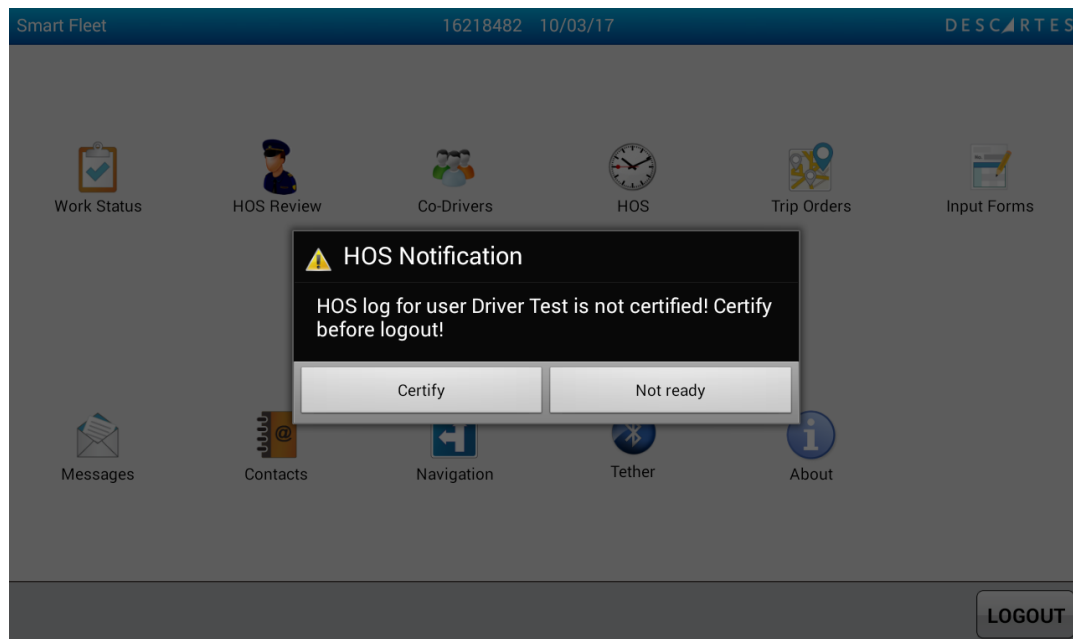 Smart Fleet 16218482 10/03/17 DESCARTES
Work Status HOS Review Co-Drivers HOS Trip Orders Input Forms
HOS Notification
HOS log for user Driver Test is not certified! Certify
before logout!
Certify Not ready
Messages Contacts Navigation Tether About
LOGOUT